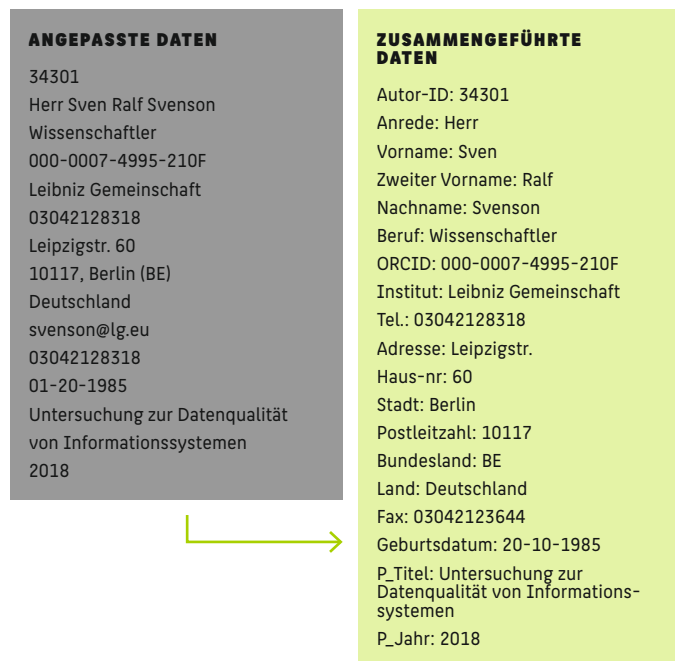 ANGEPASSTE DATEN
34301
Herr Sven Ralf Svenson
Wissenschaftler
000-0007-4995-210F
Leibniz Gemeinschaft
03042128318
Leipzigstr. 60
10117, Berlin (BE)
Deutschland
svenson@lg.eu
03042128318
01-20-1985
Untersuchung zur Datenqualität
von Informationssystemen
2018
ZUSAMMENGEFÜHRTE
DATEN
Autor-ID: 34301
Anrede: Herr
Vorname: Sven
Zweiter Vorname: Ralf
Nachname: Svenson
Beruf: Wissenschaftler
ORCID: 000-0007-4995-210F
Institut: Leibniz Gemeinschaft
Tel.: 03042128318
Adresse: Leipzigstr.
Haus-nr: 60
Stadt: Berlin
Postleitzahl: 10117
Bundesland: BE
Land: Deutschland
Fax: 03042123644
Geburtsdatum: 20-10-1985
P_Titel: Untersuchung zur
Datenqualität von Informations-
systemen
P_Jahr: 2018